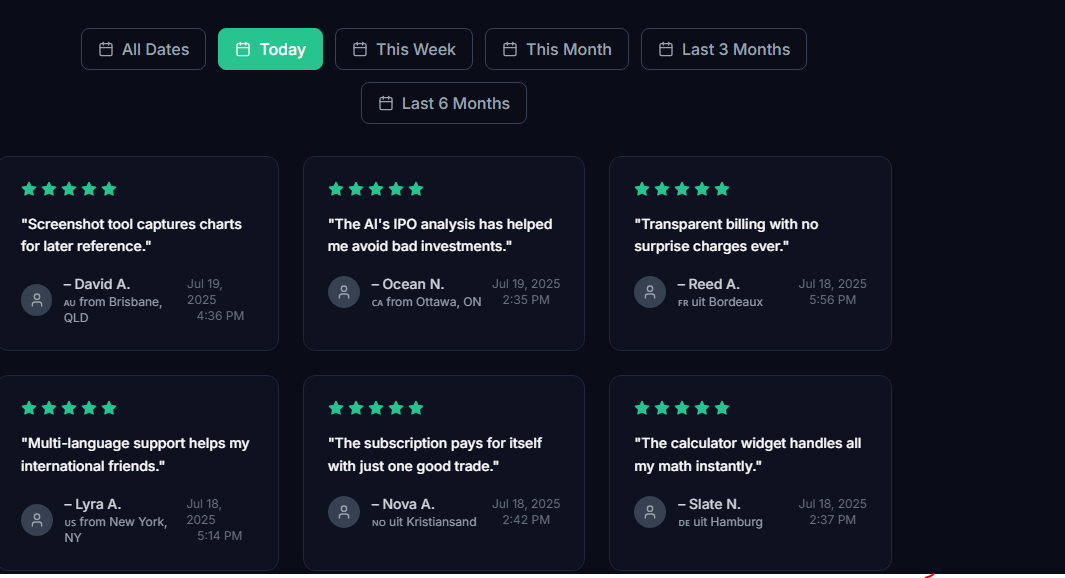 All Dates
Today
This Week
This Month
Last 3 Months
Last 6 Months
"Screenshot tool captures charts
for later reference."
– David A.
AU from Brisbane,
QLD
Jul 19,
2025
4:36 PM
"The AI's IPO analysis has helped
me avoid bad investments."
– Ocean N.
CA from Ottawa, ON
Jul 19, 2025
2:35 PM
"Transparent billing with no
surprise charges ever."
– Reed A.
FR uit Bordeaux
Jul 18, 2025
5:56 PM
"Multi-language support helps my
international friends."
– Lyra A.
US from New York,
NY
Jul 18,
2025
5:14 PM
"The subscription pays for itself
with just one good trade."
– Nova A.
NO uit Kristiansand
Jul 18, 2025
2:42 PM
"The calculator widget handles all
my math instantly."
– Slate N.
DE uit Hamburg
Jul 18, 2025
2:37 PM